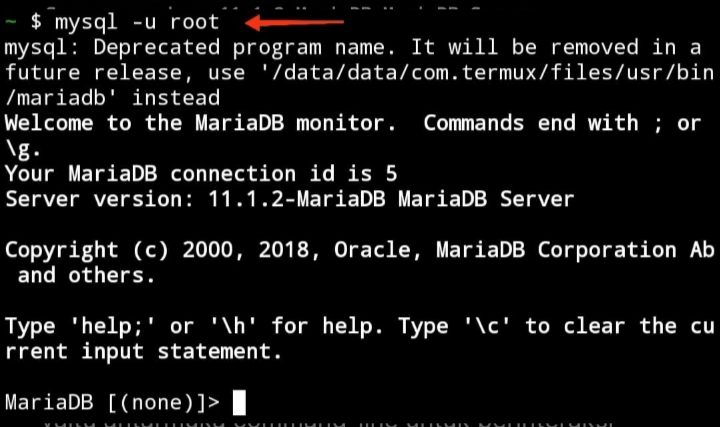 ~ $ mysql -u root
mysql: Deprecated program name. It will be removed in a
future release, use '/data/data/com.termux/files/usr/bin
/mariadb' instead
Welcome to the MariaDB monitor.  Commands end with ; or
\g.
Your MariaDB connection id is 5
Server version: 11.1.2-MariaDB MariaDB Server

Copyright (c) 2000, 2018, Oracle, MariaDB Corporation Ab
 and others.

Type 'help;' or '\h' for help. Type '\c' to clear the cu
rrent input statement.

MariaDB [(none)]>